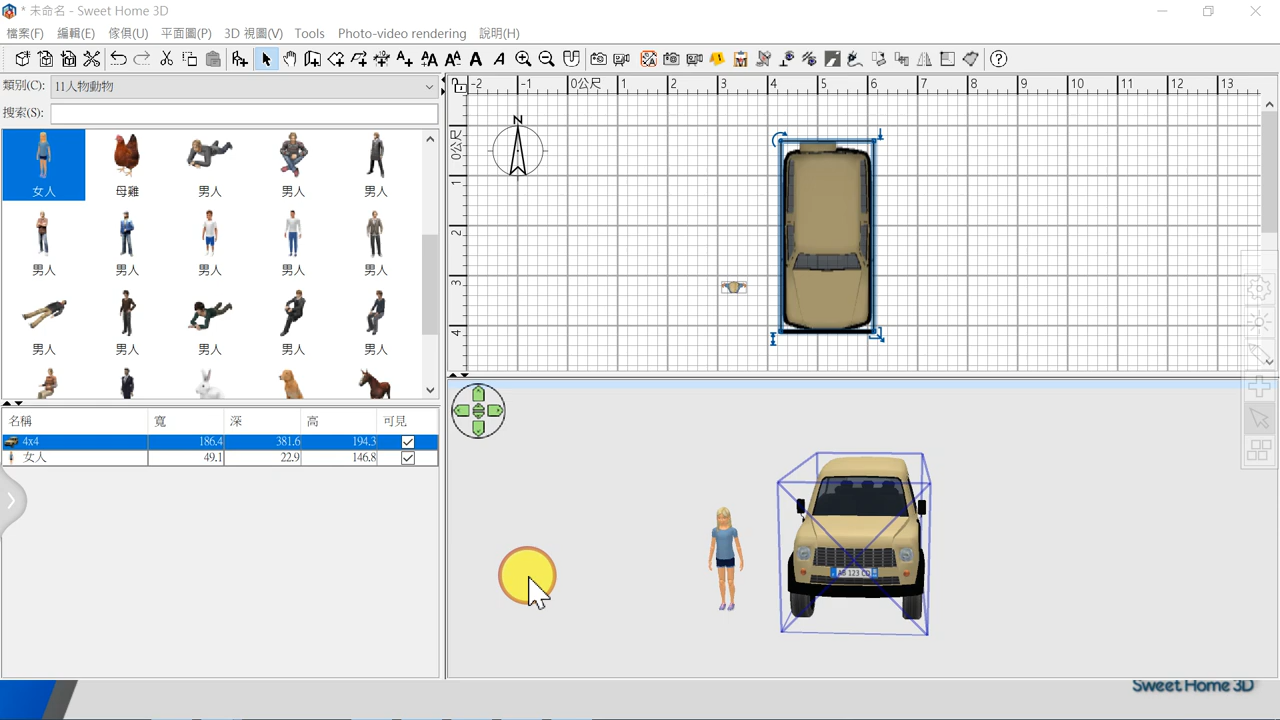 * 未命名 - Sweet Home 3D
檔案(F) 編輯(E) 傢俱(U) 平面圖(P) 3D 視圖(V) Tools Photo-video rendering 說明(H)
類別(C): 11人物動物
搜索(S):
女人 母雞 男人 男人 男人
男人 男人 男人 男人 男人
男人 男人 男人 男人 男人
名稱 寬 深 高 可見
4x4 186.4 381.6 194.3
女人 49.1 22.9 146.8
-2 -1 0公尺 1 2 3 4 5 6 7 8 9 10 11 12 13
0公尺
1
2
3
4
N
AB 123 CD
Sweet Home 3D